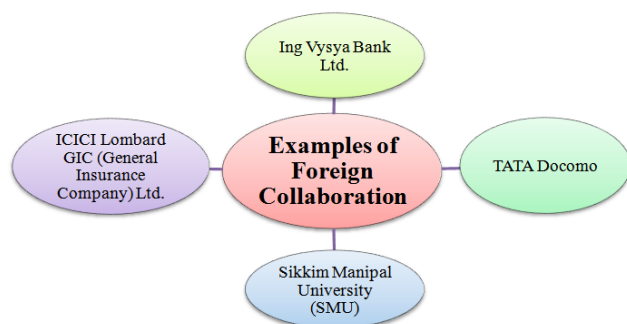 Ing Vysya Bank
Ltd.
ICICI Lombard
GIC (General
Insurance
Company) Ltd.
Examples of
Foreign
Collaboration
TATA Docomo
Sikkim Manipal
University
(SMU)